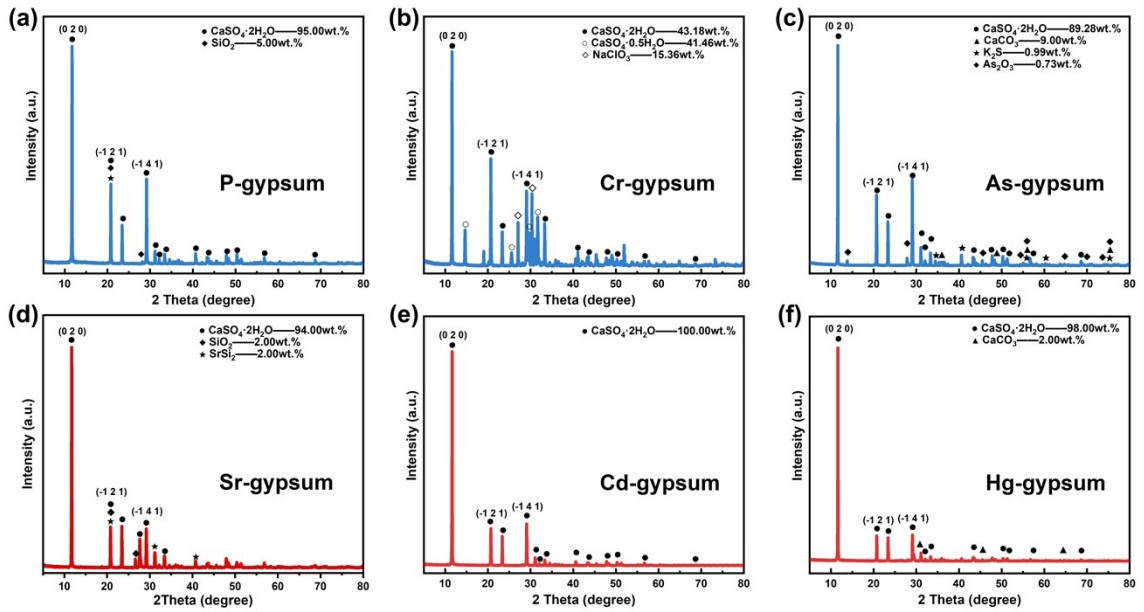 (a)
(0 2 0)
● CaSO₄·2H₂O——95.00wt.%
◆ SiO₂——5.00wt.%
(-1 2 1)
(-1 4 1)
P-gypsum
Intensity (a.u.)
10 20 30 40 50 60 70 80
2 Theta (degree)
(b)
(0 2 0)
● CaSO₄·2H₂O——43.18wt.%
○ CaSO₄·0.5H₂O——41.46wt.%
◇ NaClO₃——15.36wt.%
(-1 2 1)
(-1 4 1)
Cr-gypsum
Intensity (a.u.)
10 20 30 40 50 60 70 80
2 Theta (degree)
(c)
(0 2 0)
● CaSO₄·2H₂O——89.28wt.%
▲ CaCO₃——9.00wt.%
★ K₂S——0.99wt.%
◆ As₂O₃——0.73wt.%
(-1 2 1)
(-1 4 1)
As-gypsum
Intensity (a.u.)
10 20 30 40 50 60 70 80
2 Theta (degree)
(d)
(0 2 0)
● CaSO₄·2H₂O——94.00wt.%
◆ SiO₂——2.00wt.%
★ SrSi₂——2.00wt.%
(-1 2 1)
(-1 4 1)
Sr-gypsum
Intensity (a.u.)
10 20 30 40 50 60 70 80
2Theta (degree)
(e)
(0 2 0)
● CaSO₄·2H₂O——100.00wt.%
(-1 2 1)
(-1 4 1)
Cd-gypsum
Intensity (a.u.)
10 20 30 40 50 60 70 80
2 Theta (degree)
(f)
(0 2 0)
● CaSO₄·2H₂O——98.00wt.%
▲ CaCO₃——2.00wt.%
(-1 2 1)
(-1 4 1)
Hg-gypsum
Intensity (a.u.)
10 20 30 40 50 60 70 80
2 Theta (degree)